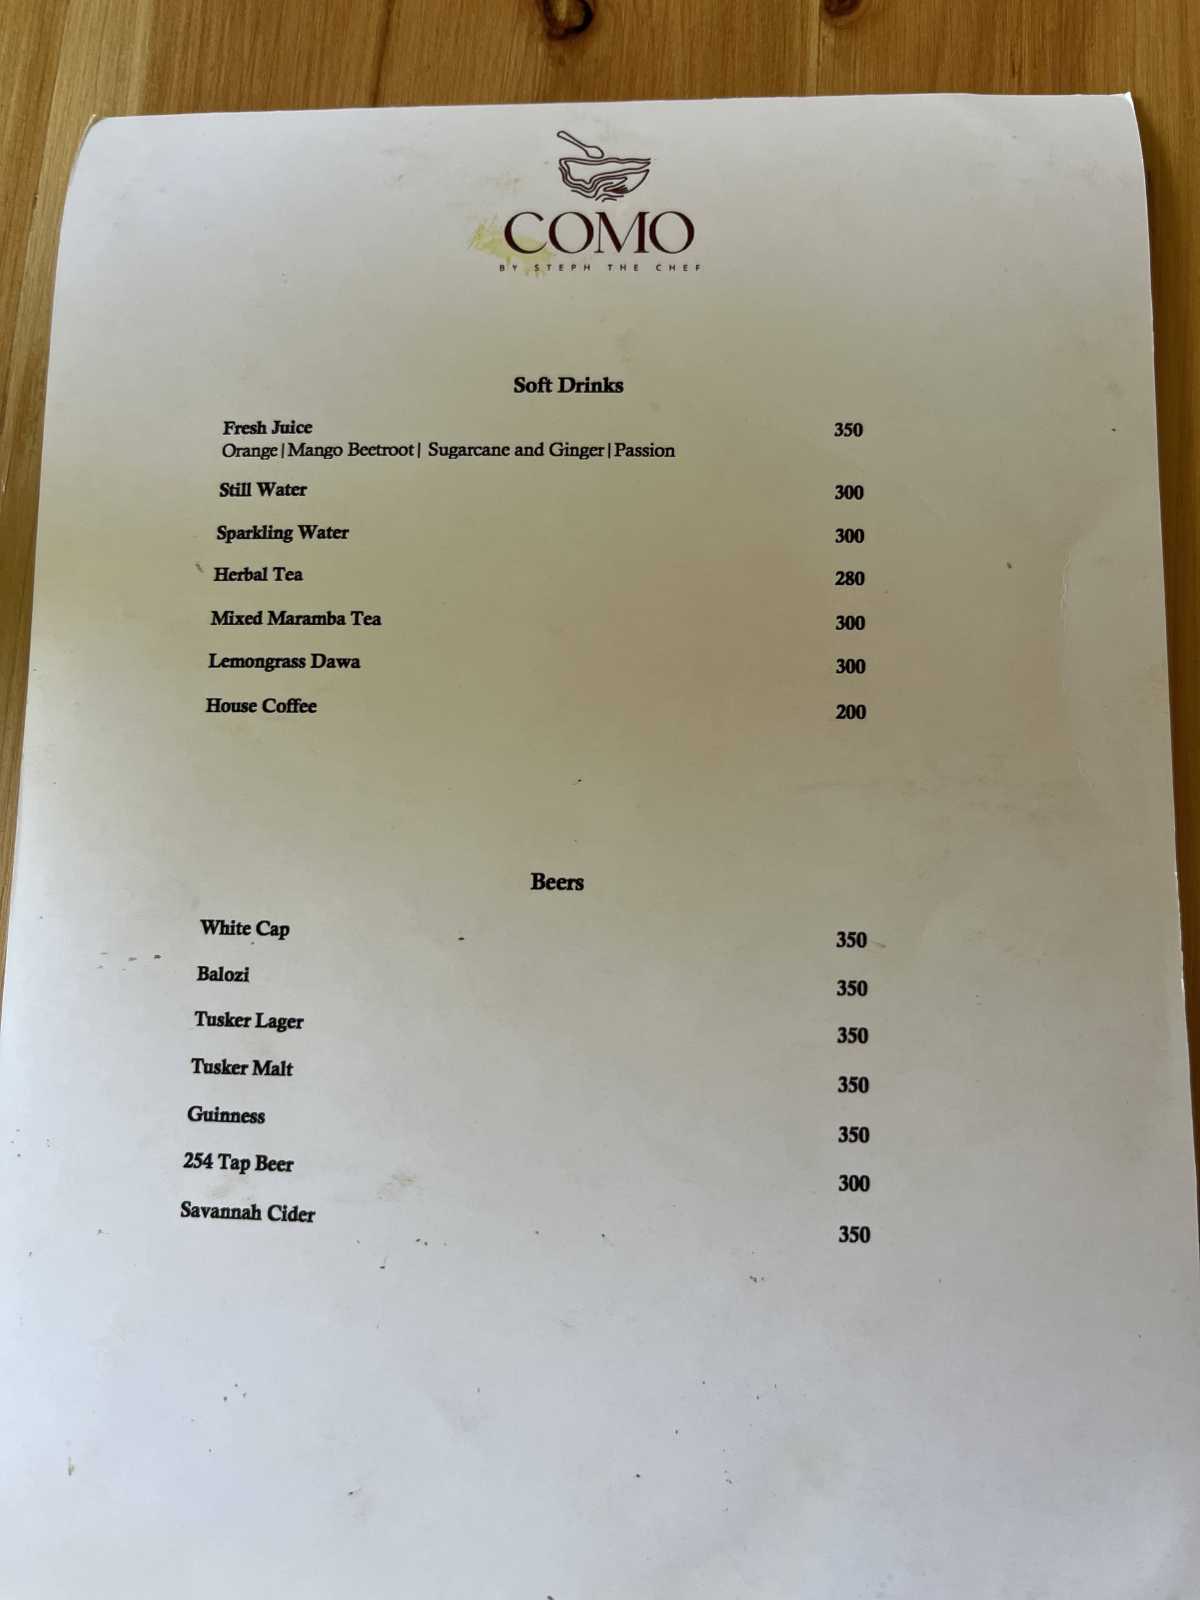 COMO
BY STEPH THE CHEF
Soft Drinks
Fresh Juice 350
Orange|Mango Beetroot| Sugarcane and Ginger|Passion
Still Water 300
Sparkling Water 300
Herbal Tea 280
Mixed Maramba Tea 300
Lemongrass Dawa 300
House Coffee 200
Beers
White Cap 350
Balozi 350
Tusker Lager 350
Tusker Malt 350
Guinness 350
254 Tap Beer 300
Savannah Cider 350